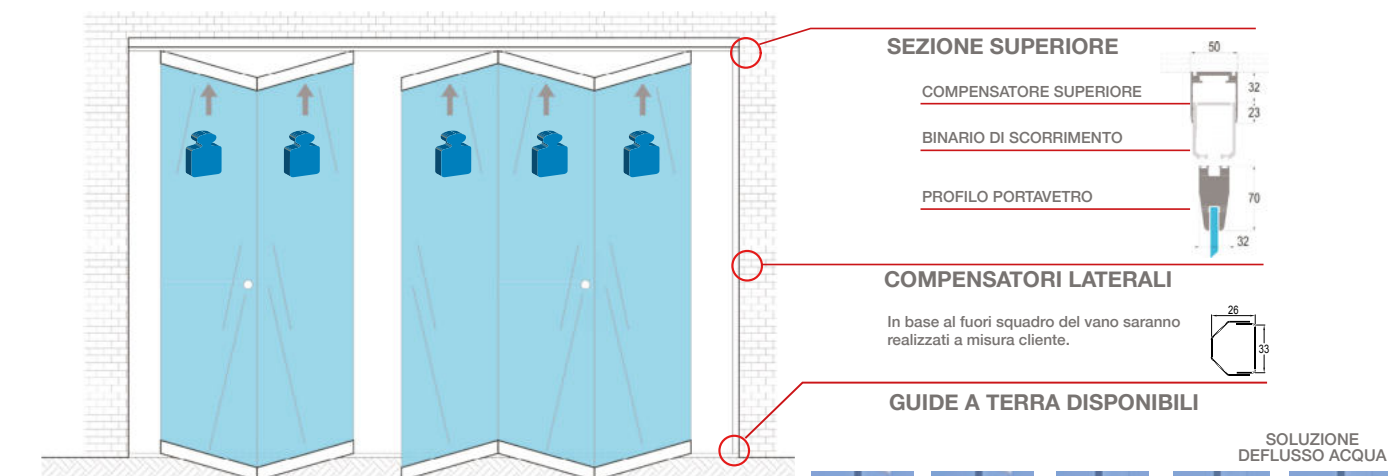 SEZIONE SUPERIORE
50
COMPENSATORE SUPERIORE
32
23
BINARIO DI SCORRIMENTO
PROFILO PORTAVETRO
70
32
COMPENSATORI LATERALI
In base al fuori squadro del vano saranno
realizzati a misura cliente.
26
33
GUIDE A TERRA DISPONIBILI
SOLUZIONE
DEFLUSSO ACQUA